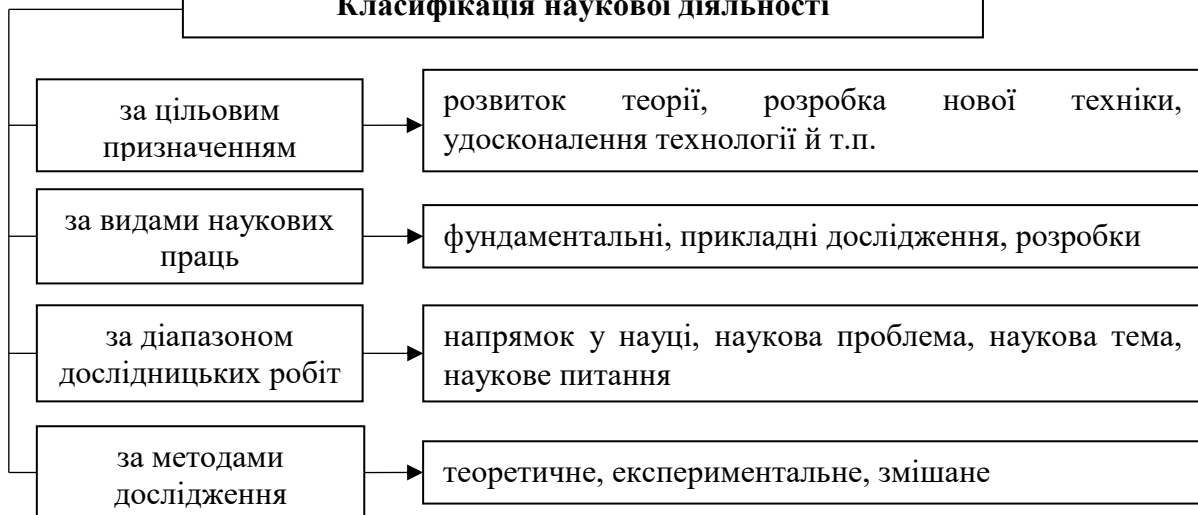 Класифікація наукової діяльності
за цільовим
призначенням
розвиток теорії, розробка нової техніки,
удосконалення технології й т.п.
за видами наукових
праць
фундаментальні, прикладні дослідження, розробки
за діапазоном
дослідницьких робіт
напрямок у науці, наукова проблема, наукова тема,
наукове питання
за методами
дослідження
теоретичне, експериментальне, змішане